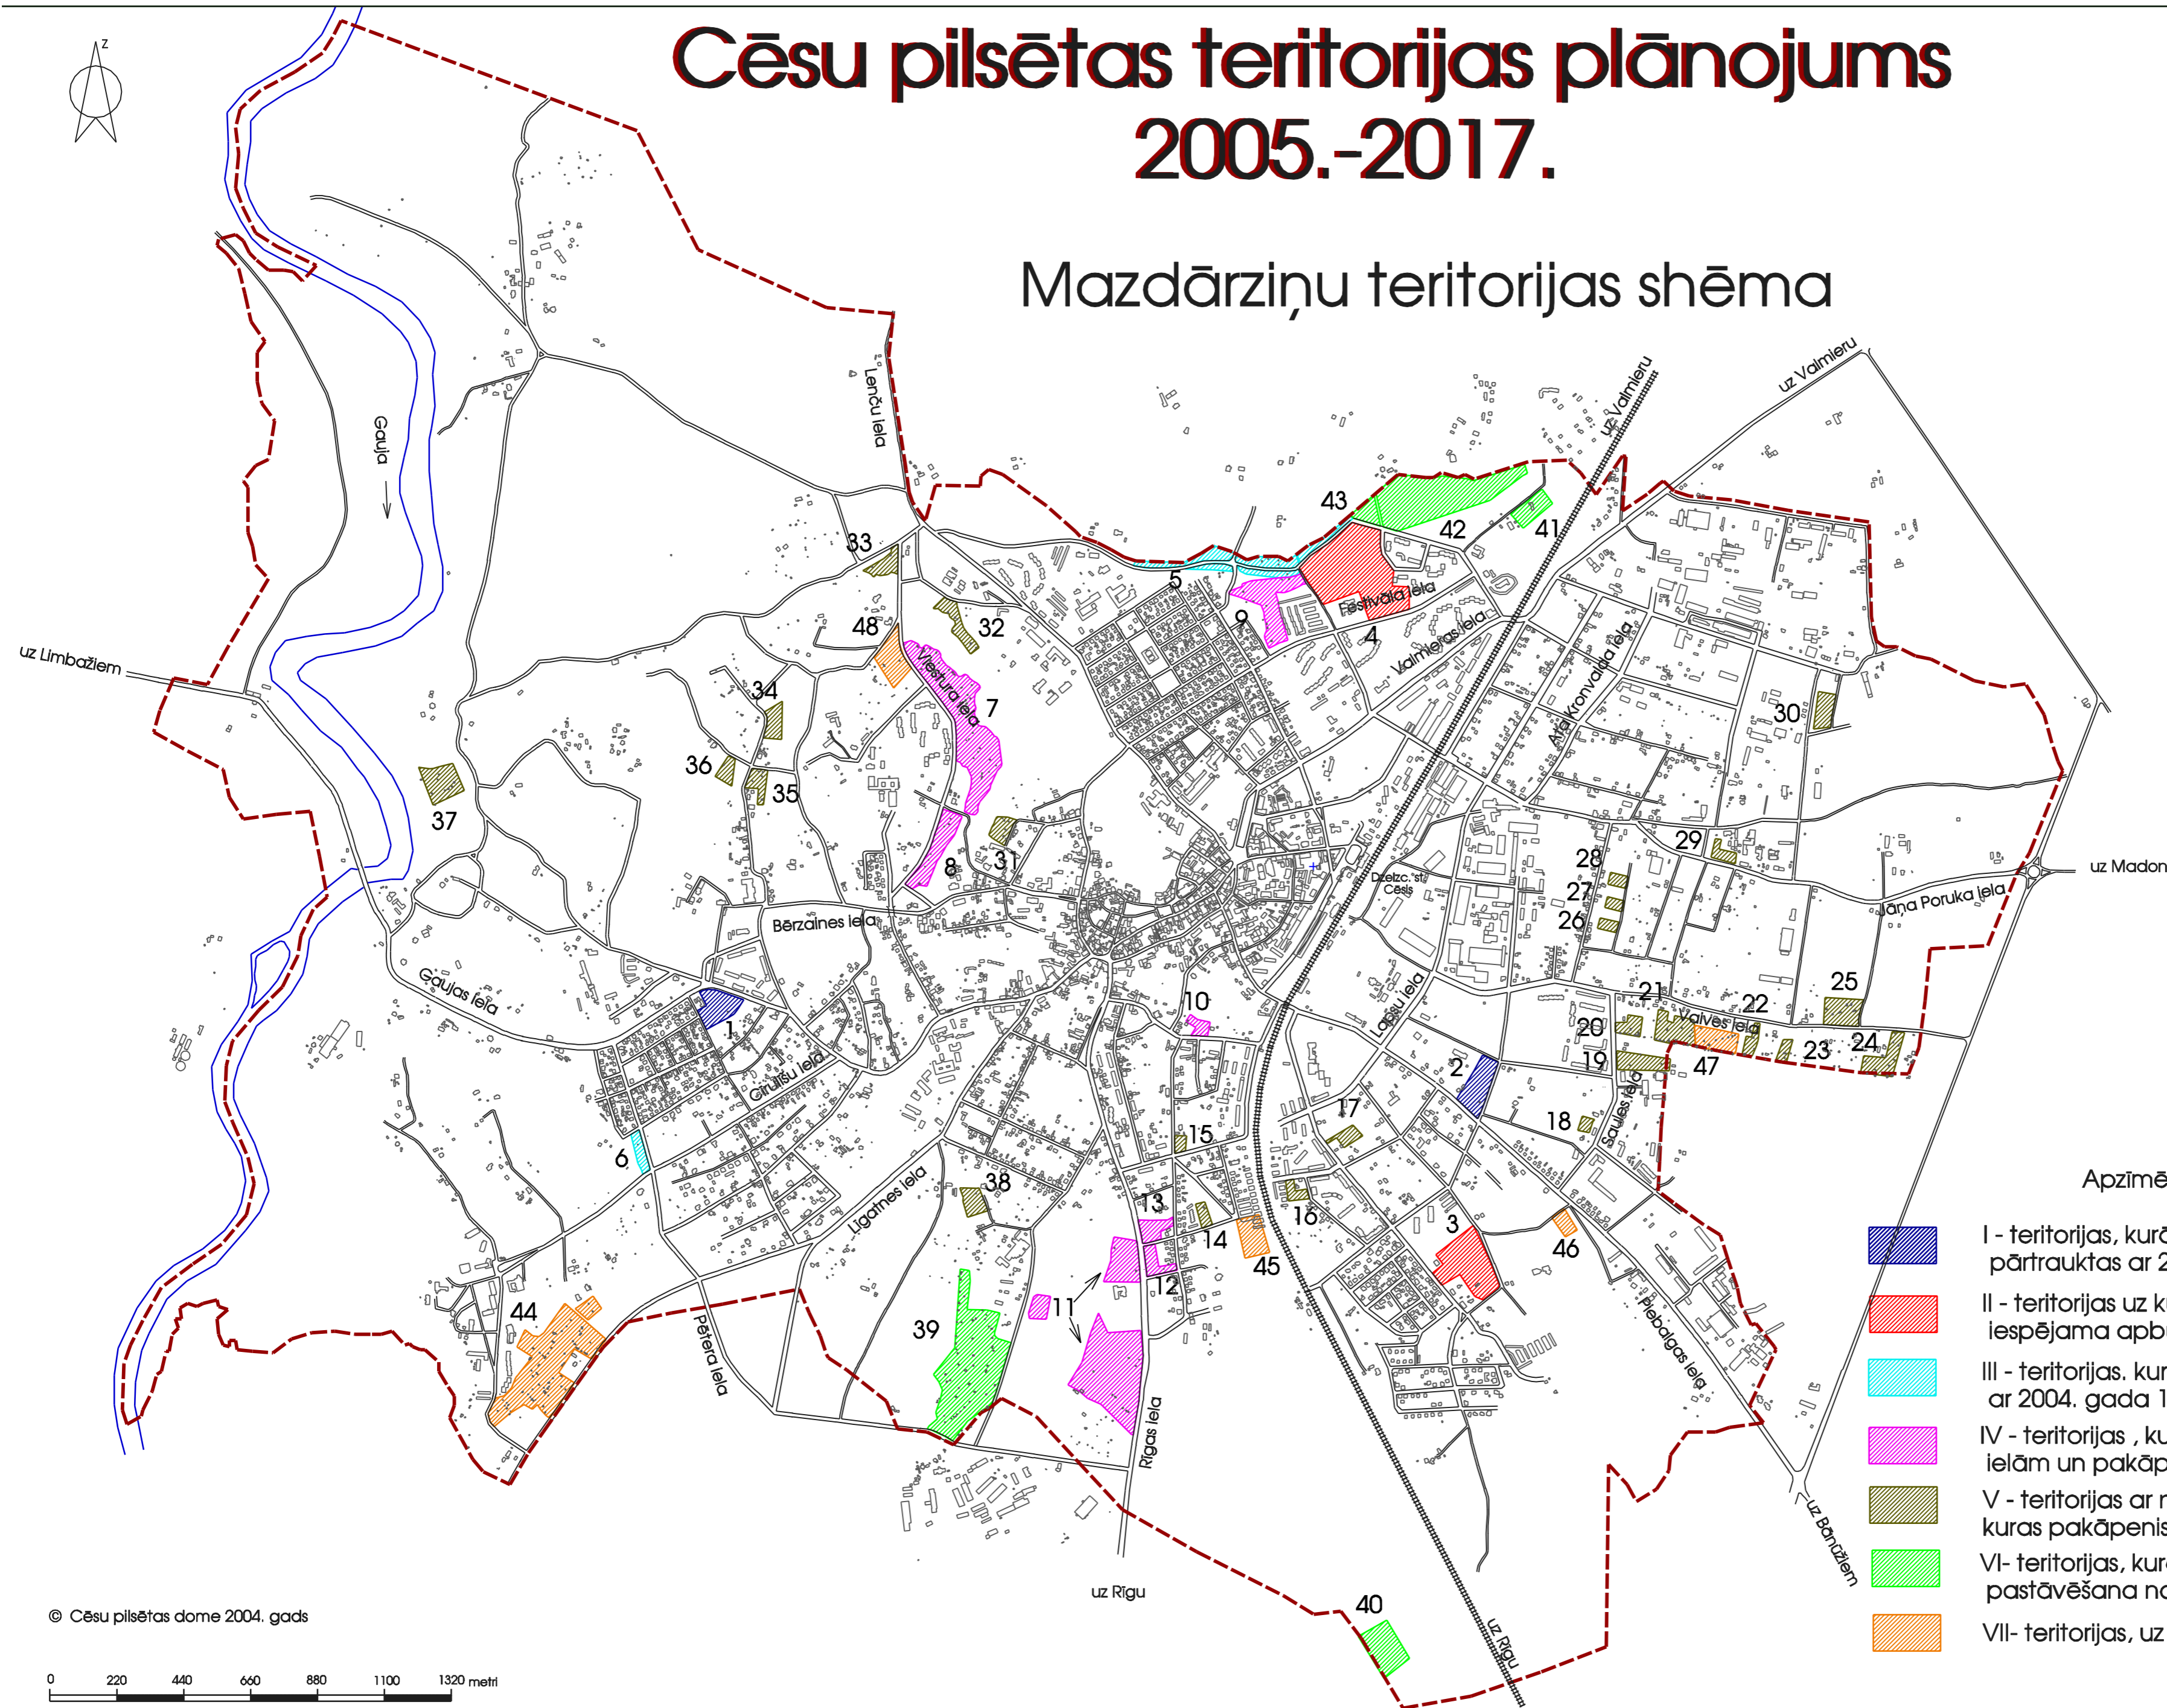 Cēsu pilsētas teritorijas plānojums
2005.-2017.
Mazdārziņu teritorijas shēma
Z
Lenču iela
Gauja
uz Limbažiem
uz Valmieru
uz Valmieru
43
42
41
33
5
9
4
Festivāla iela
Valmieras iela
32
48
Viestura iela
7
34
36
35
37
Ata Kronvalda iela
30
29
28
27
26
8
31
Dzelzc. st.
Cēsis
uz Madon
Jāņa Poruka iela
Bērzaines iela
Gaujas iela
1
10
Lapsu iela
21
22
25
Vaives iela
20
19
47
23
24
2
Cīrulīšu iela
17
18
Saules iela
15
6
38
Līgatnes iela
13
14
16
3
46
45
12
11
44
39
Pētera iela
Piebalgas iela
Rīgas iela
uz Bānūžiem
uz Rīgu
40
uz Rīgu
Apzīmē
I - teritorijas, kurā
pārtrauktas ar 2
II - teritorijas uz ku
iespējama apbu
III - teritorijas. kur
ar 2004. gada 1
IV - teritorijas , ku
ielām un pakāp
V - teritorijas ar n
kuras pakāpenis
VI- teritorijas, kur
pastāvēšana no
VII- teritorijas, uz
© Cēsu pilsētas dome 2004. gads
0 220 440 660 880 1100 1320 metri